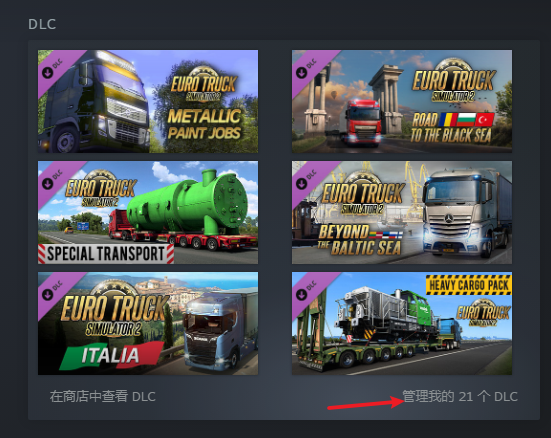 DLC
DLC
EURO TRUCK
SIMULATOR 2
METALLIC
PAINT JOBS
DLC
EURO TRUCK
SIMULATOR 2
ROAD
TO THE BLACK SEA
DLC
EURO TRUCK
SIMULATOR 2
SPECIAL TRANSPORT
DLC
EURO TRUCK
SIMULATOR 2
BEYOND
THE BALTIC SEA
DLC
EURO TRUCK
SIMULATOR 2
ITALIA
DLC
HEAVY CARGO PACK
EURO TRUCK
SIMULATOR 2
在商店中查看 DLC
管理我的 21 个 DLC